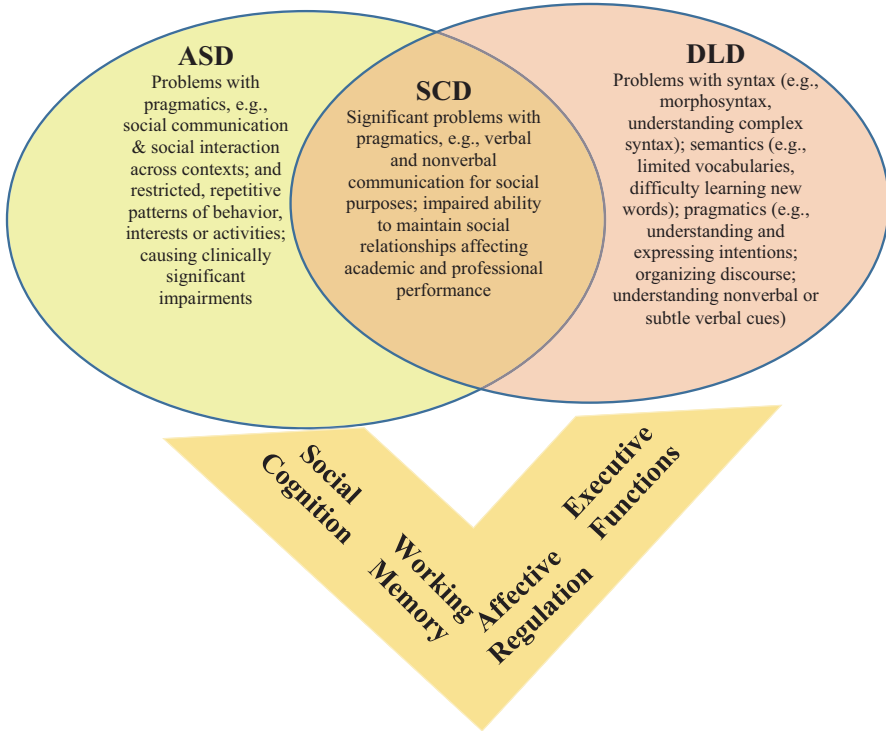 ASD
Problems with
pragmatics, e.g.,
social communication
& social interaction
across contexts; and
restricted, repetitive
patterns of behavior,
interests or activities;
causing clinically
significant
impairments
SCD
Significant problems with
pragmatics, e.g., verbal
and nonverbal
communication for social
purposes; impaired ability
to maintain social
relationships affecting
academic and professional
performance
DLD
Problems with syntax (e.g.,
morphosyntax,
understanding complex
syntax); semantics (e.g.,
limited vocabularies,
difficulty learning new
words); pragmatics (e.g.,
understanding and
expressing intentions;
organizing discourse;
understanding nonverbal or
subtle verbal cues)
Social
Cognition
Working
Memory
Affective
Regulation
Executive
Functions